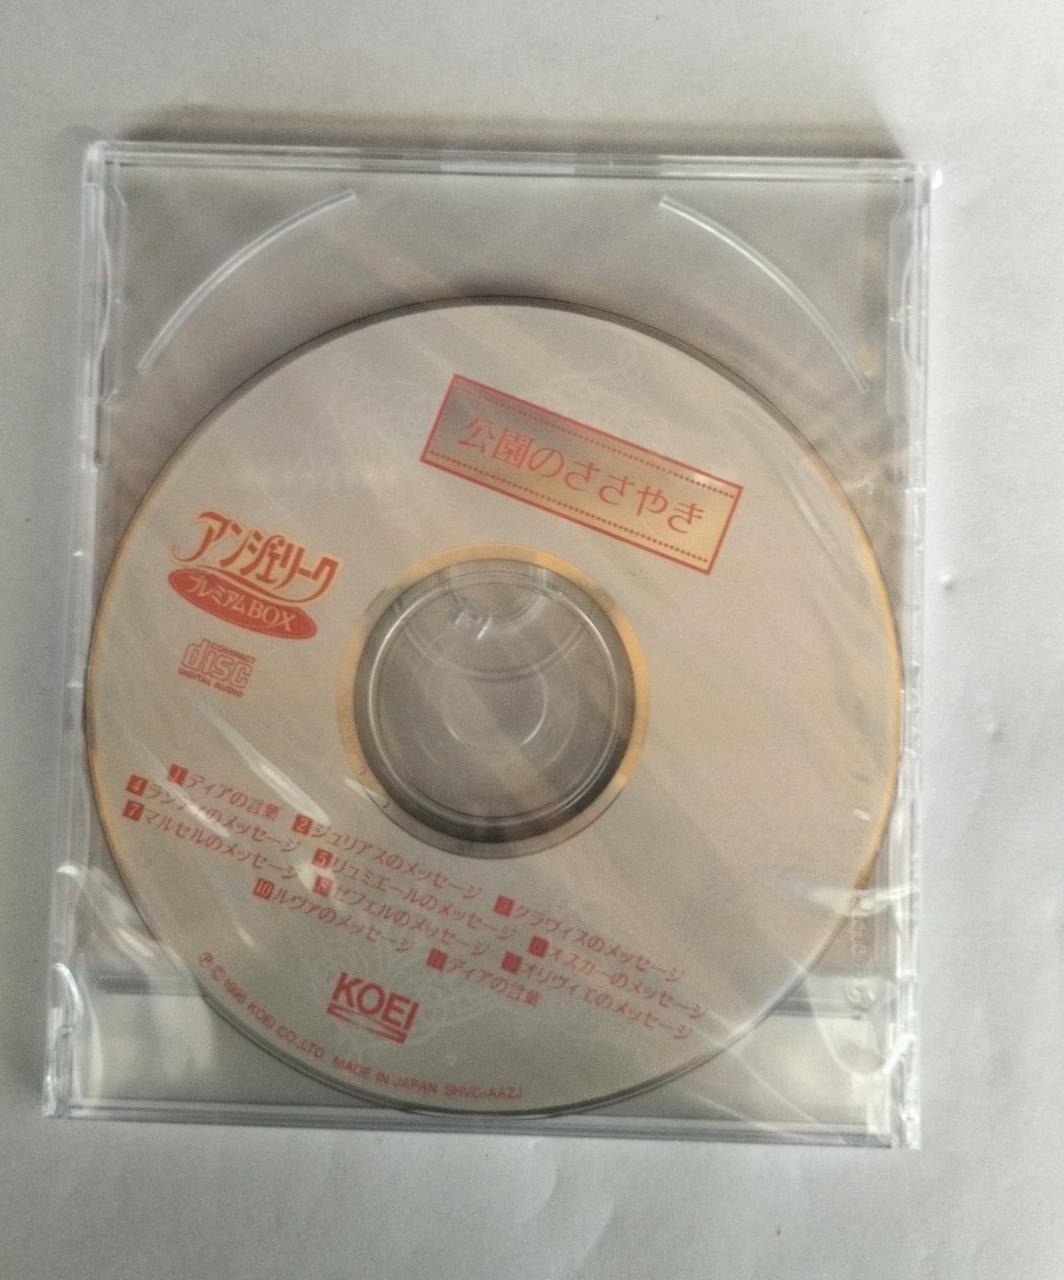 公園のささやき
アンジェリーク
プレミアムBOX
COMPACT
disc
DIGITAL AUDIO
1 ディアの言葉 2 ジュリアスのメッセージ 3 クラヴィスのメッセージ
4 ランディのメッセージ 5 リュミエールのメッセージ 6 オスカーのメッセージ
7 マルセルのメッセージ 8 ゼフェルのメッセージ 9 オリヴィエのメッセージ
10 ルヴァのメッセージ 11 ディアの言葉
KOEI
Ⓟ©1995 KOEI CO.,LTD. MADE IN JAPAN SHVC-AAZJ